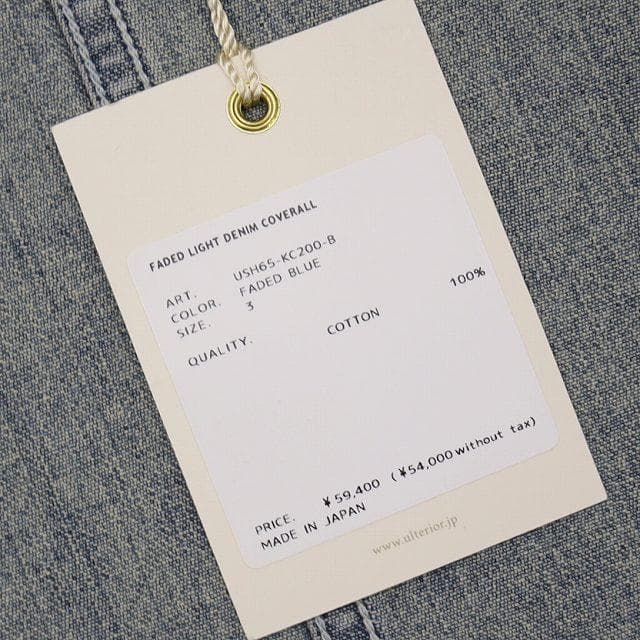 FADED LIGHT DENIM COVERALL
ART. USH65-KC200-B
COLOR. FADED BLUE
SIZE. 3
QUALITY. COTTON 100%
PRICE. ¥59,400 (¥54,000 without tax)
MADE IN JAPAN
www.ulterior.jp